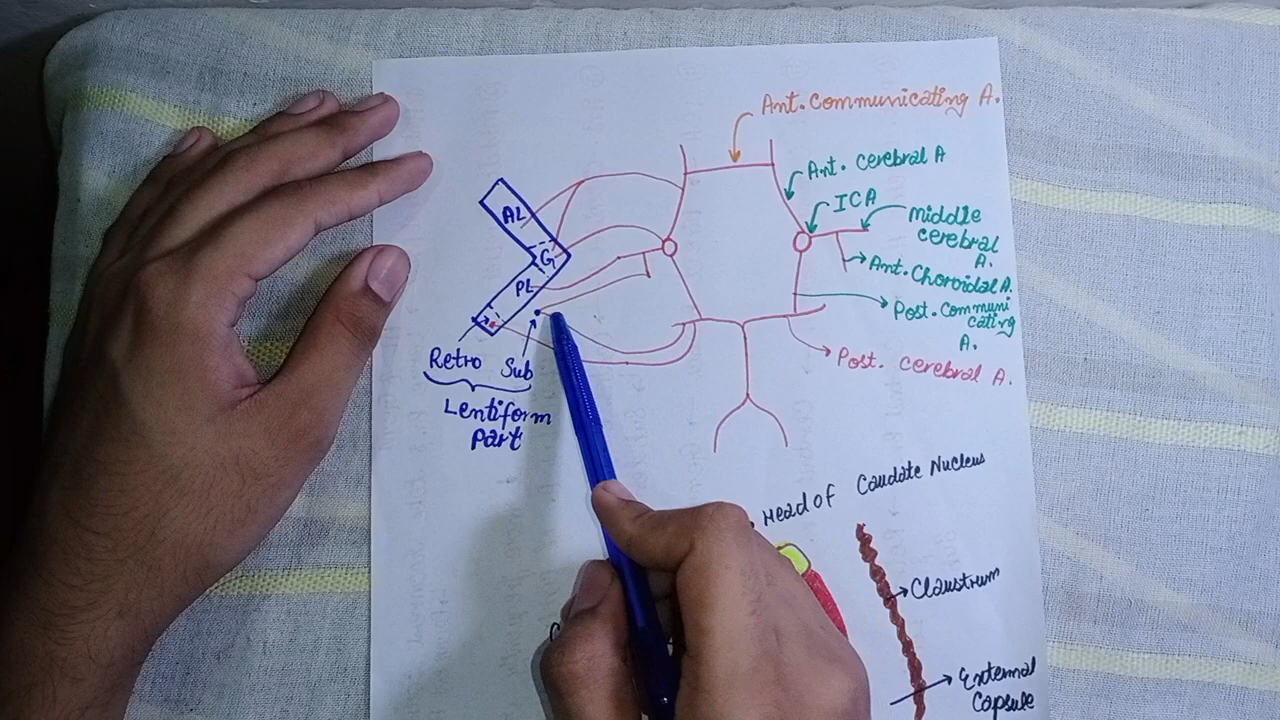 Ant. Communicating A.
Ant. cerebral A
ICA
Middle
cerebral
A.
Ant. Choroidal A.
Post. Communi
cating
A.
Post. cerebral A.
AL
G
PL
Retro
Sub
Lentiform
Part
Head of Caudate Nucleus
Claustrum
External
Capsule